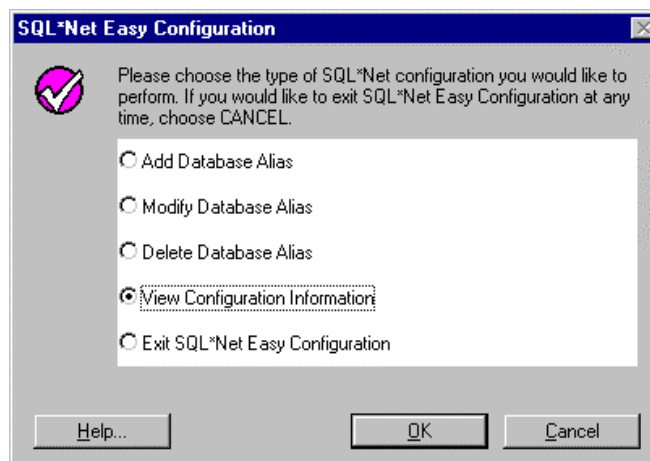 SQL*Net Easy Configuration
Please choose the type of SQL*Net configuration you would like to
perform. If you would like to exit SQL*Net Easy Configuration at any
time, choose CANCEL.
Add Database Alias
Modify Database Alias
Delete Database Alias
View Configuration Information
Exit SQL*Net Easy Configuration
Help...
OK
Cancel